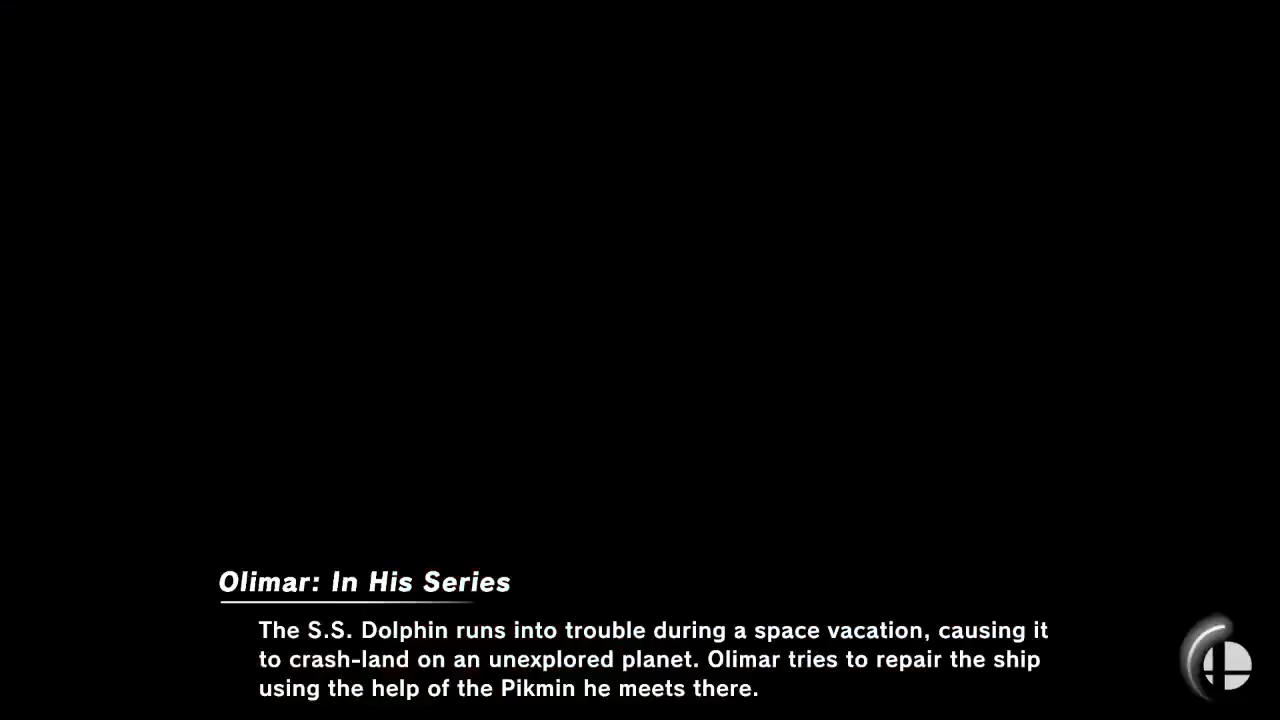 Olimar: In His Series
The S.S. Dolphin runs into trouble during a space vacation, causing it
to crash-land on an unexplored planet. Olimar tries to repair the ship
using the help of the Pikmin he meets there.